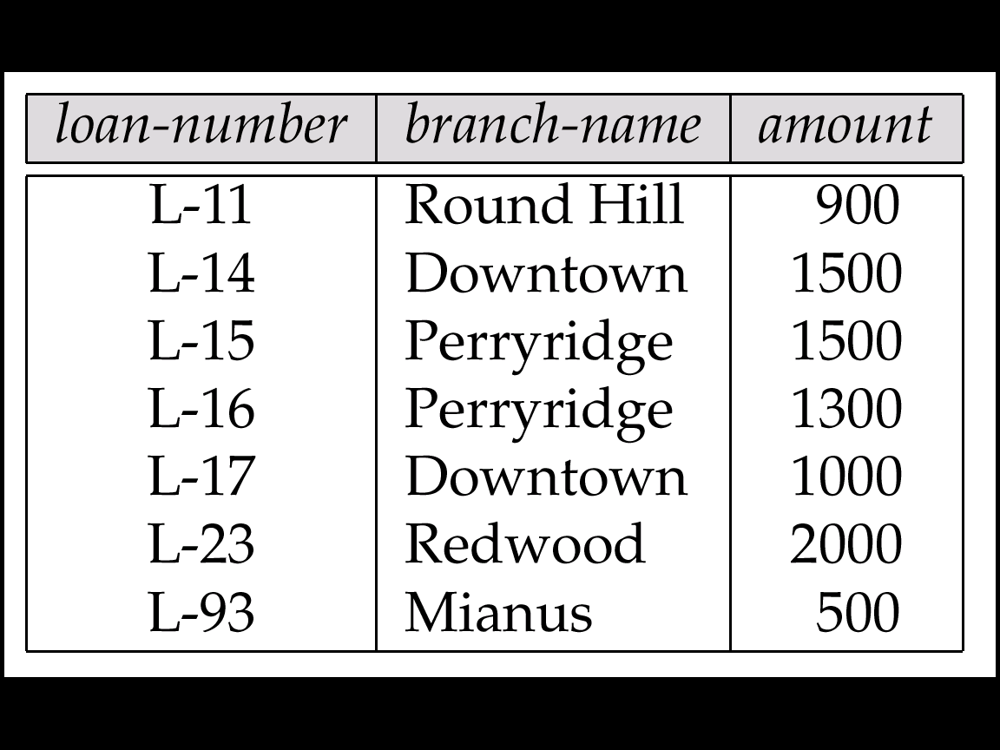 loan-number branch-name amount
L-11 Round Hill 900
L-14 Downtown 1500
L-15 Perryridge 1500
L-16 Perryridge 1300
L-17 Downtown 1000
L-23 Redwood 2000
L-93 Mianus 500